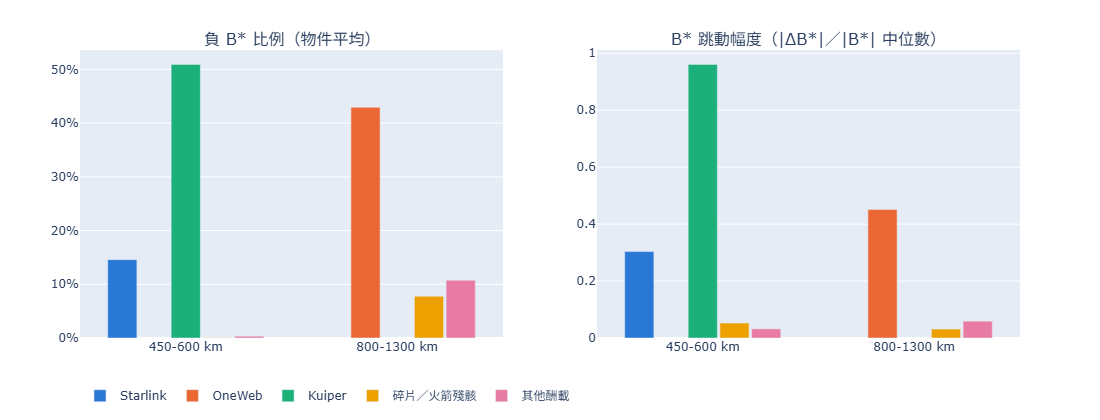 負 B* 比例（物件平均）
50%
40%
30%
20%
10%
0%
450-600 km
800-1300 km
B* 跳動幅度（|ΔB*|／|B*| 中位數）
1
0.8
0.6
0.4
0.2
0
450-600 km
800-1300 km
Starlink
OneWeb
Kuiper
碎片／火箭殘骸
其他酬載